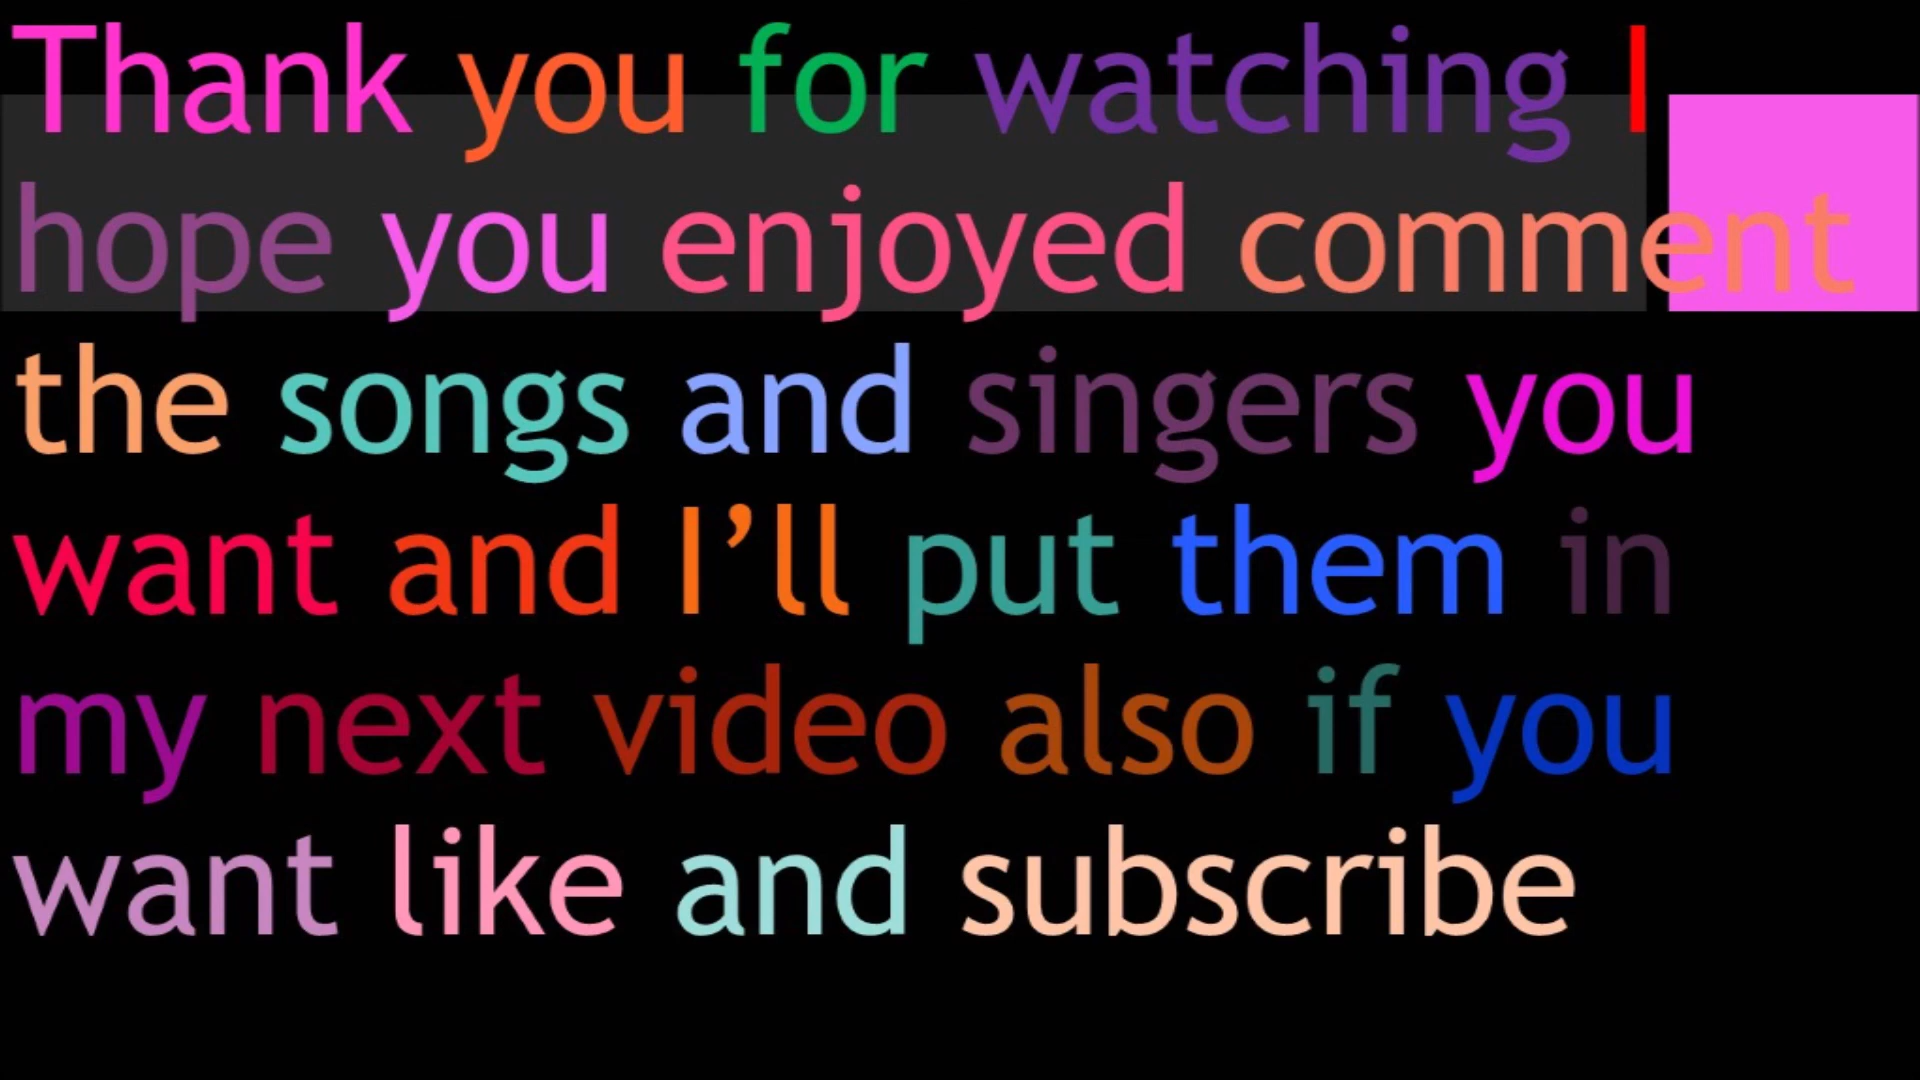 Thank you for watching I
hope you enjoyed comment
the songs and singers you
want and I’ll put them in
my next video also if you
want like and subscribe